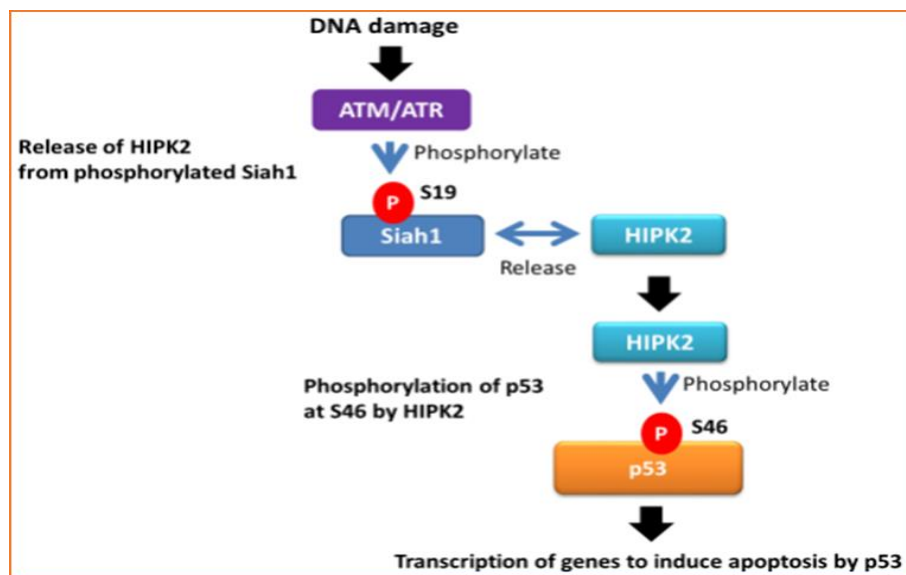 DNA damage
ATM/ATR
Release of HIPK2
from phosphorylated Siah1
Phosphorylate
P
S19
Siah1
Release
HIPK2
HIPK2
Phosphorylation of p53
at S46 by HIPK2
Phosphorylate
P
S46
p53
Transcription of genes to induce apoptosis by p53